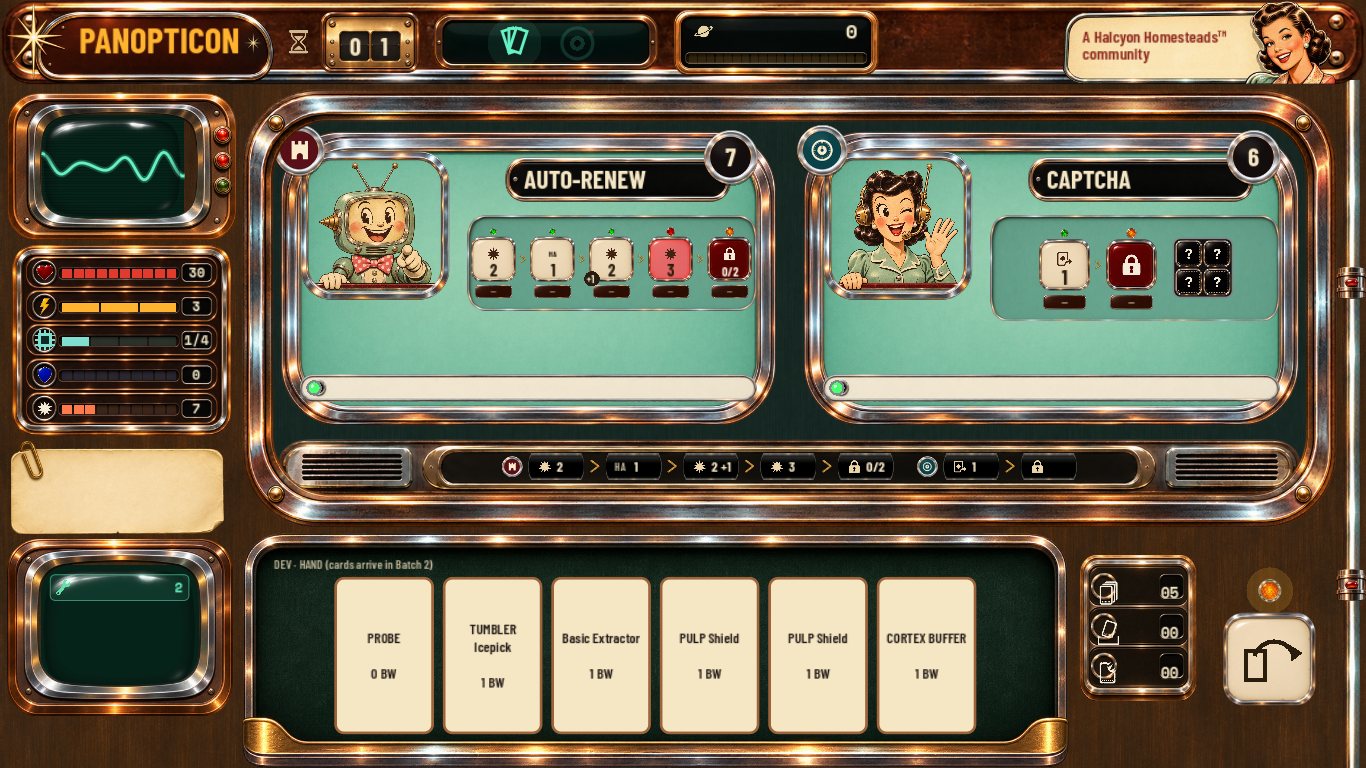 PANOPTICON
0 1
0
A Halcyon Homesteads™
community
7
AUTO-RENEW
2
HA
1
+1
2
3
0/2
6
CAPTCHA
1
? ?
? ?
30
3
1/4
0
7
2
HA 1
2 +1
3
0/2
1
2
DEV - HAND (cards arrive in Batch 2)
PROBE
0 BW
TUMBLER
Icepick
1 BW
Basic Extractor
1 BW
PULP Shield
1 BW
PULP Shield
1 BW
CORTEX BUFFER
1 BW
05
00
00